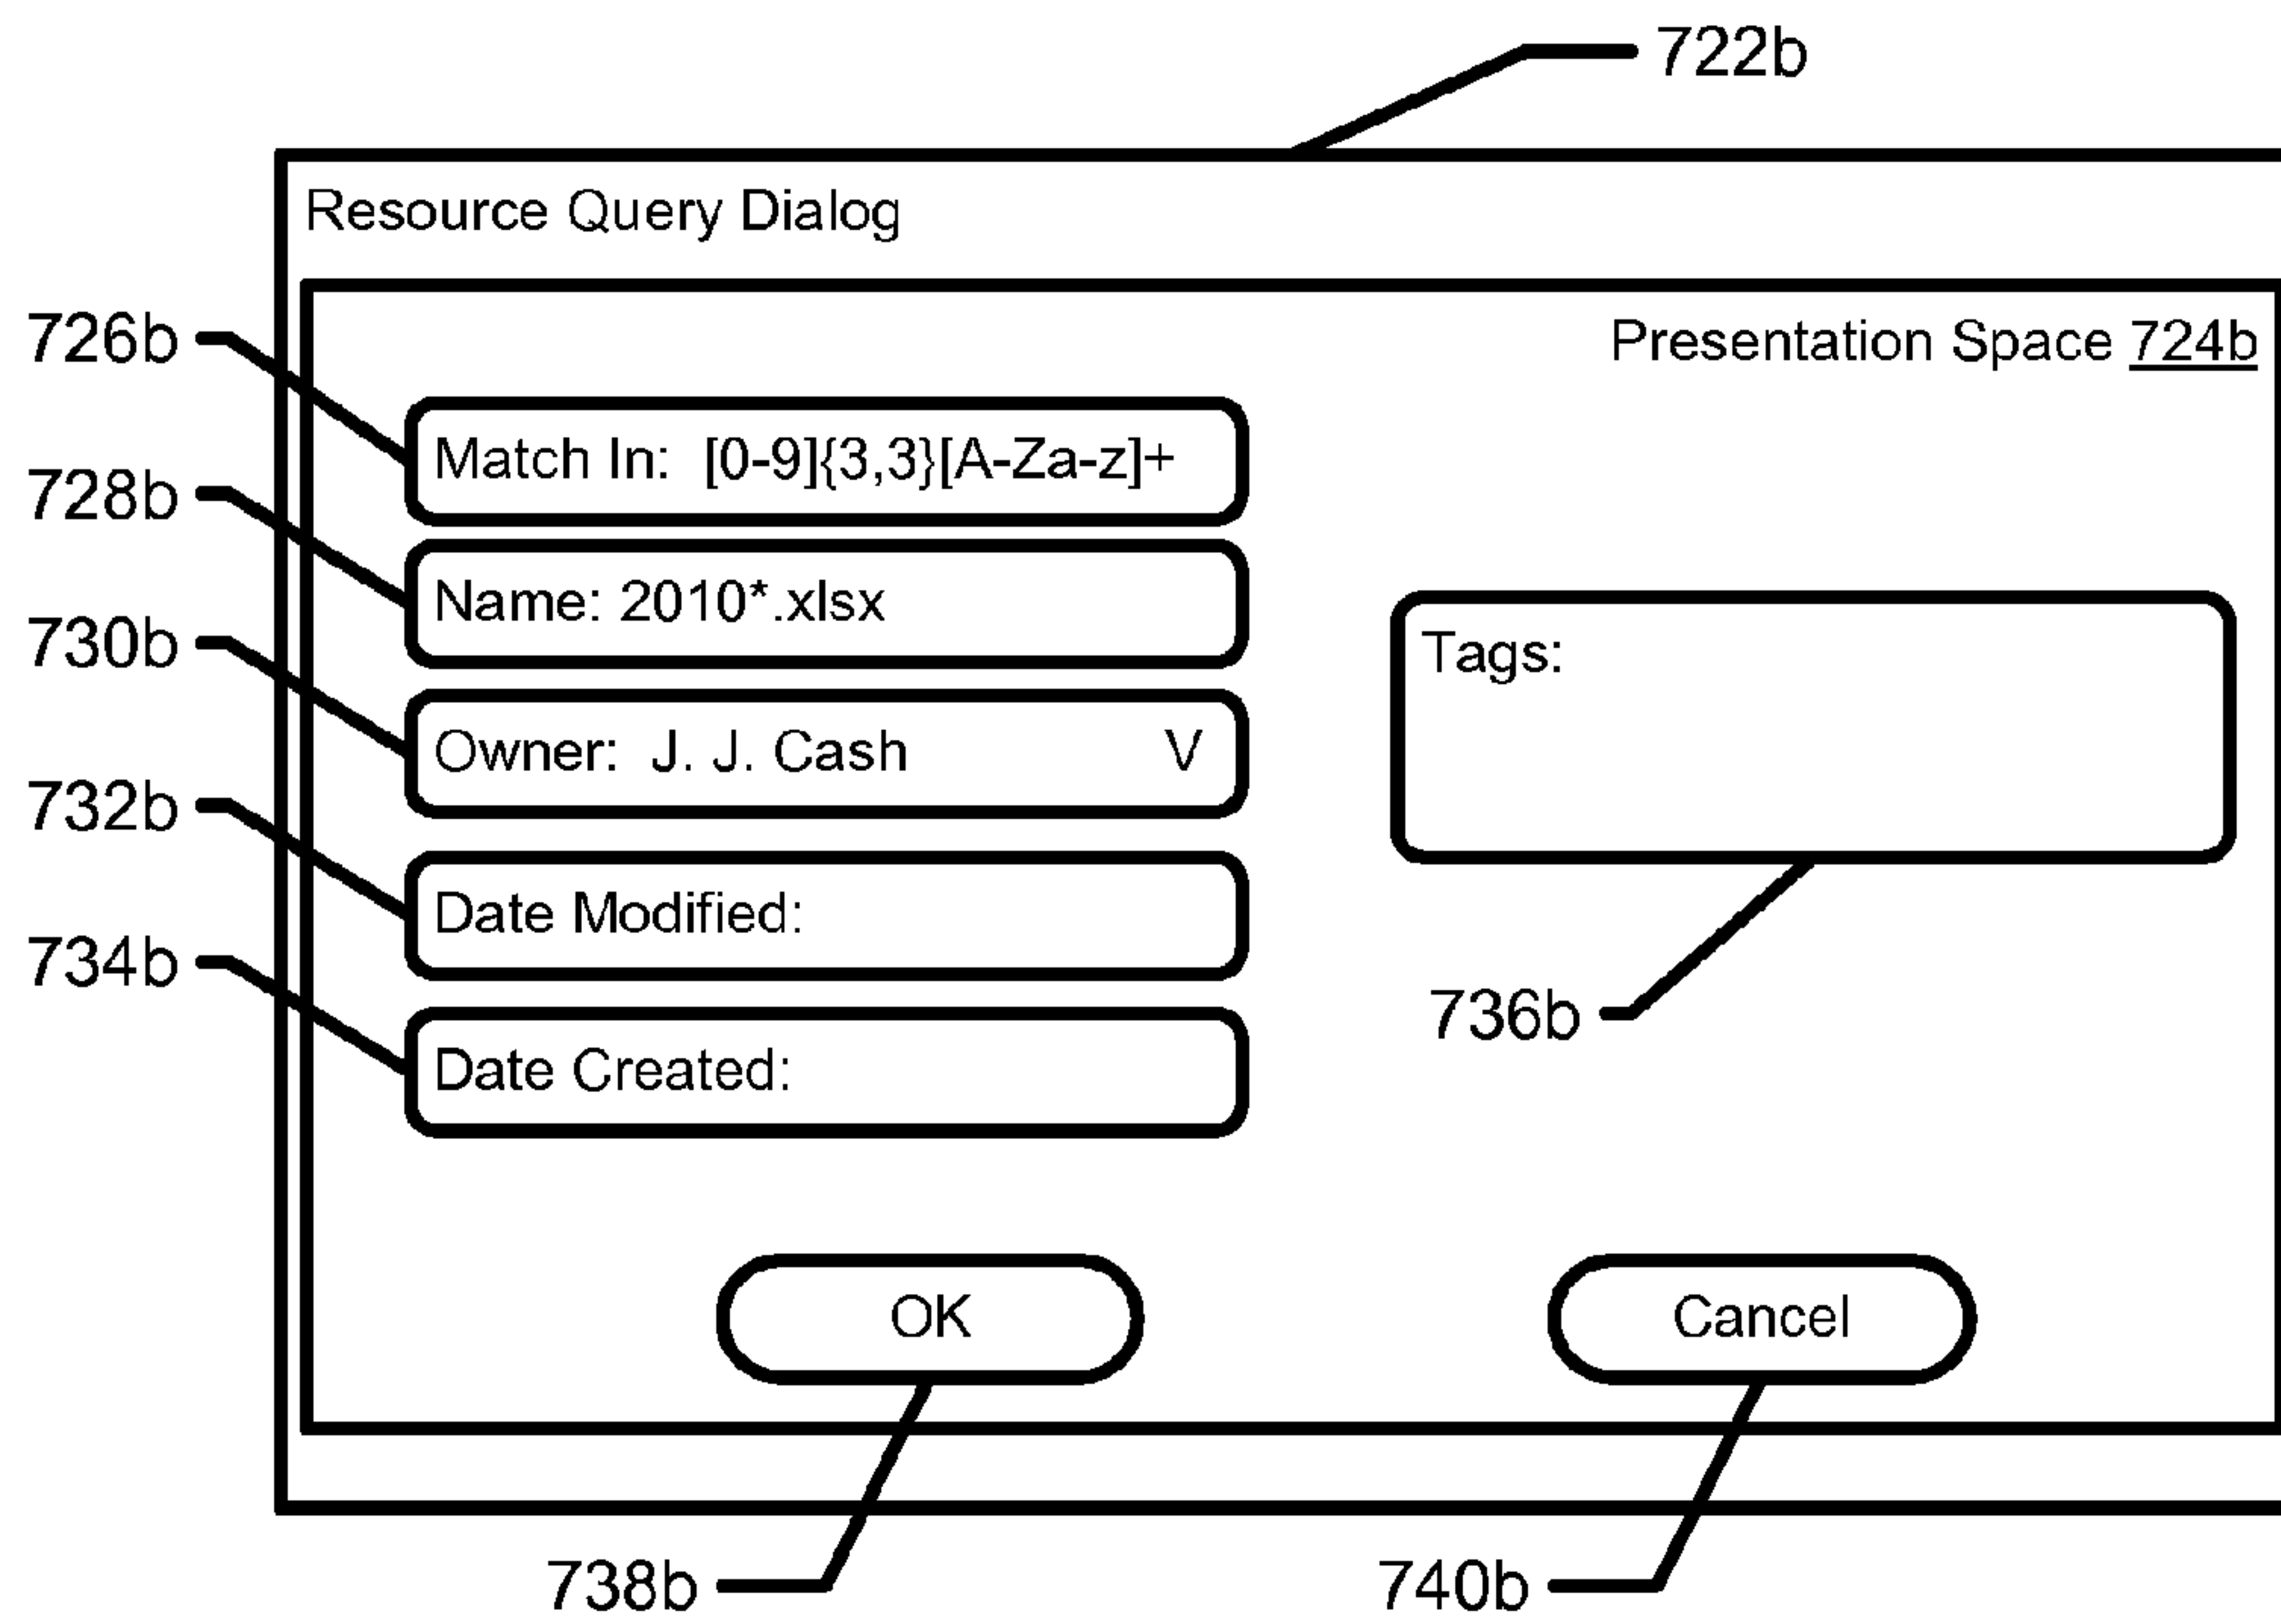 722b
Resource Query Dialog
726b
Presentation Space 724b
Match In: [0-9]{3,3}[A-Za-z]+
728b
Name: 2010*.xlsx
730b
Tags:
Owner: J. J. Cash V
732b
Date Modified:
734b
736b
Date Created:
OK
Cancel
738b
740b